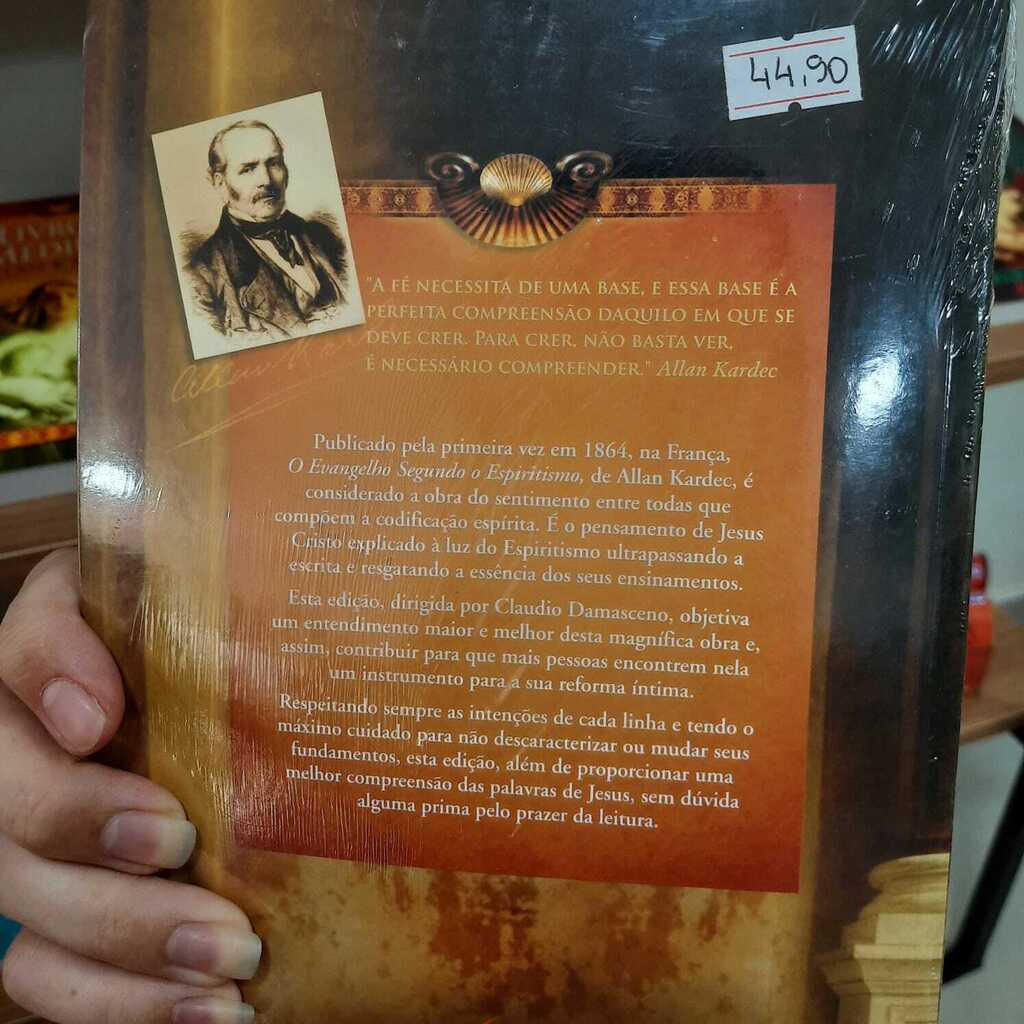 44,90
"A FÉ NECESSITA DE UMA BASE, E ESSA BASE É A
PERFEITA COMPREENSÃO DAQUILO EM QUE SE
DEVE CRER. PARA CRER, NÃO BASTA VER,
É NECESSÁRIO COMPREENDER." Allan Kardec
Allan Kar
Publicado pela primeira vez em 1864, na França,
O Evangelho Segundo o Espiritismo, de Allan Kardec, é
considerado a obra do sentimento entre todas que
compõem a codificação espírita. É o pensamento de Jesus
Cristo explicado à luz do Espiritismo ultrapassando a
escrita e resgatando a essência dos seus ensinamentos.
Esta edição, dirigida por Claudio Damasceno, objetiva
um entendimento maior e melhor desta magnífica obra e,
assim, contribuir para que mais pessoas encontrem nela
um instrumento para a sua reforma íntima.
Respeitando sempre as intenções de cada linha e tendo o
máximo cuidado para não descaracterizar ou mudar seus
fundamentos, esta edição, além de proporcionar uma
melhor compreensão das palavras de Jesus, sem dúvida
alguma prima pelo prazer da leitura.